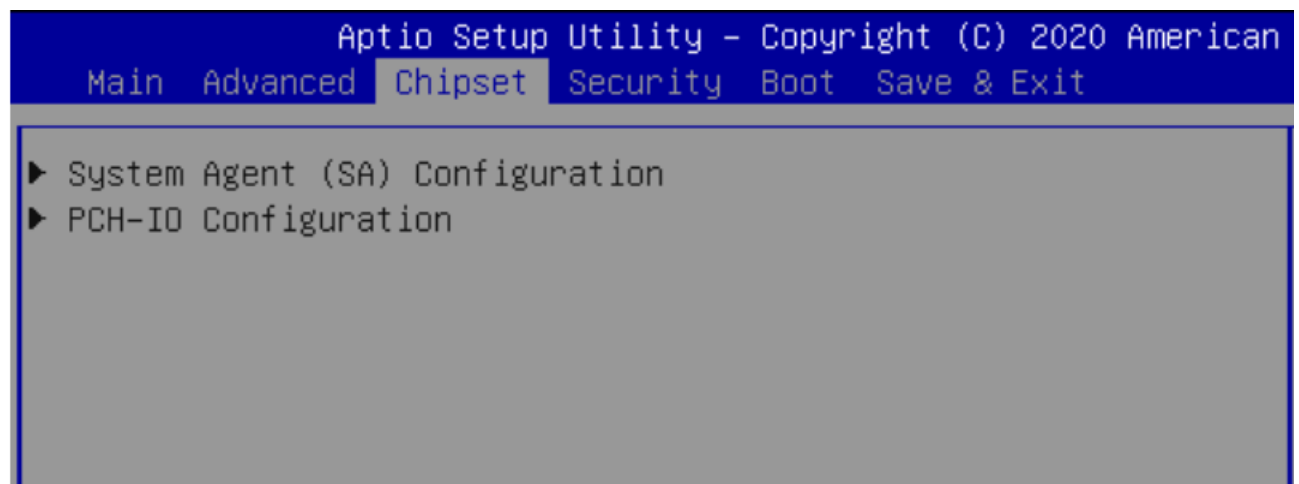 Aptio Setup Utility – Copyright (C) 2020 American
Main Advanced Chipset Security Boot Save & Exit
▶ System Agent (SA) Configuration
▶ PCH-IO Configuration